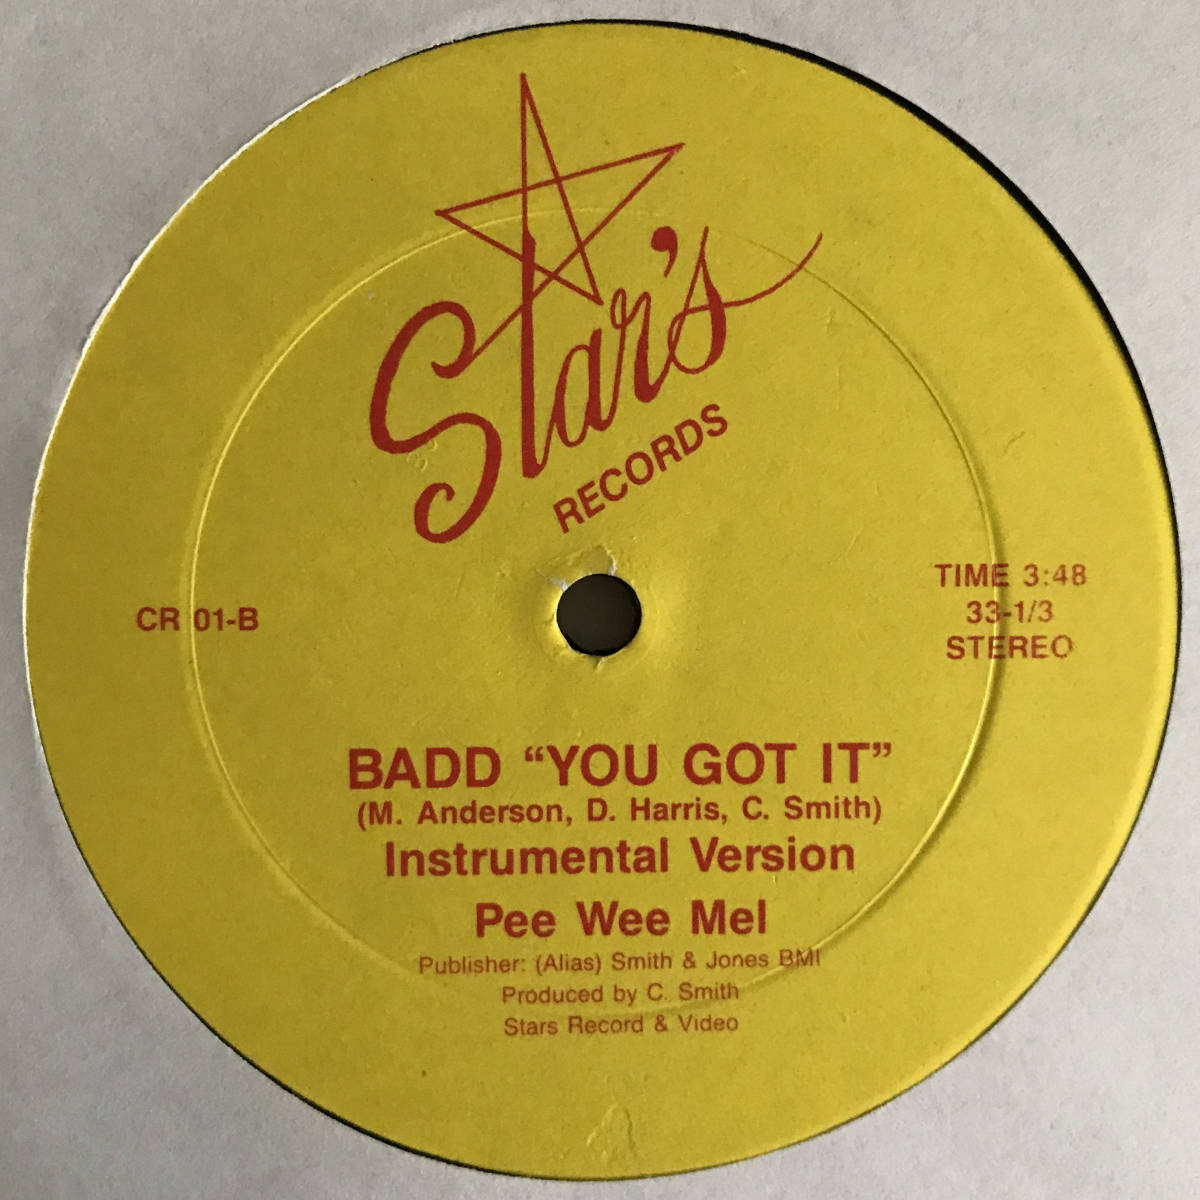 Star's
RECORDS
CR 01-B
TIME 3:48
33-1/3
STEREO
BADD “YOU GOT IT”
(M. Anderson, D. Harris, C. Smith)
Instrumental Version
Pee Wee Mel
Publisher: (Alias) Smith & Jones BMI
Produced by C. Smith
Stars Record & Video